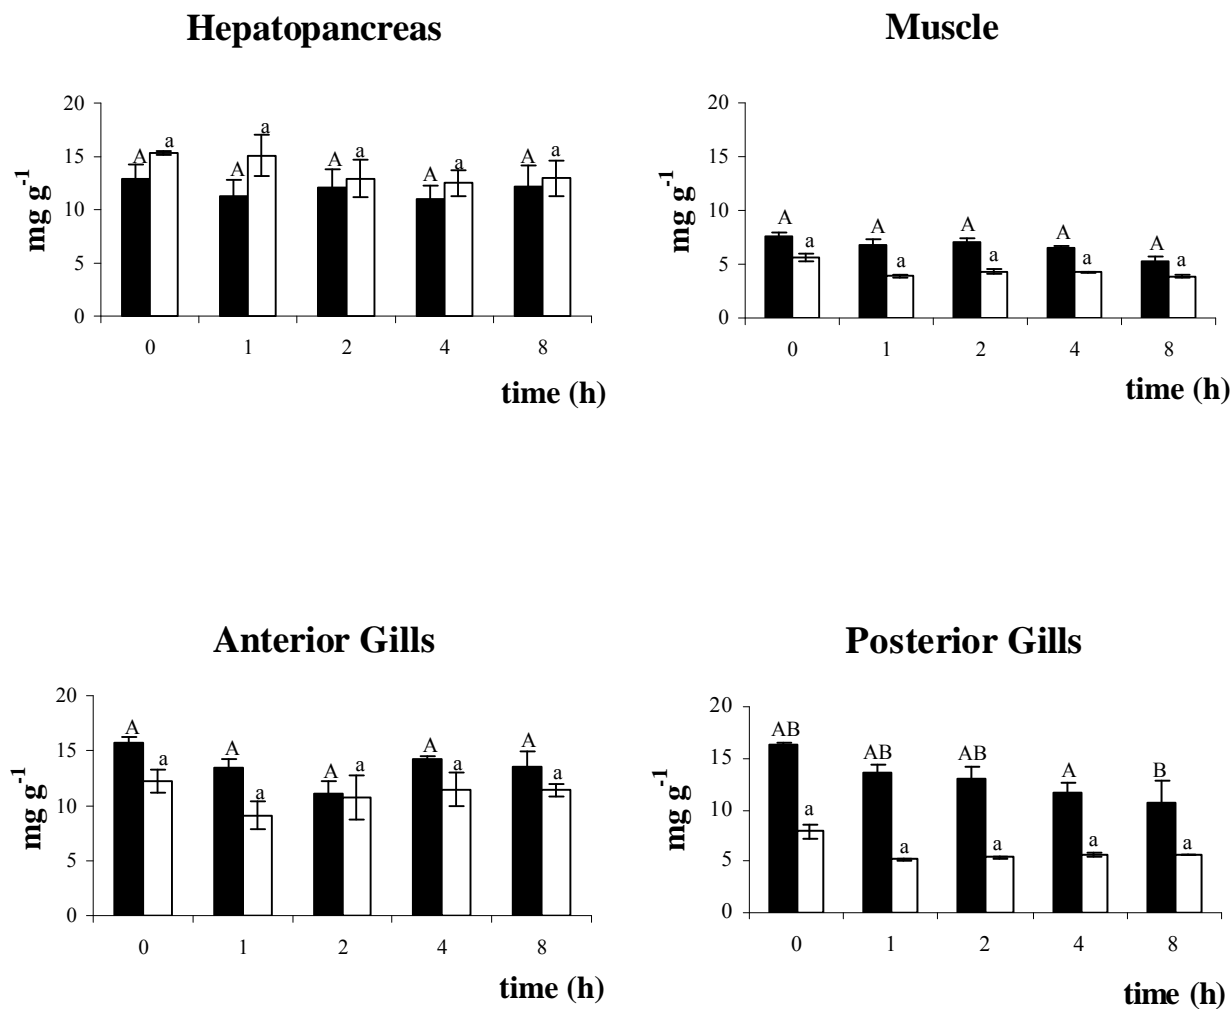 Hepatopancreas
mg g-1
20
15
10
5
0
A a A a A a A a A a
0 1 2 4 8
time (h)
Muscle
mg g-1
20
15
10
5
0
A a A a A a A a A a
0 1 2 4 8
time (h)
Anterior Gills
mg g-1
20
15
10
5
0
A a A a A a A a A a
0 1 2 4 8
time (h)
Posterior Gills
mg g-1
20
15
10
5
0
AB a AB a AB a A a B a
0 1 2 4 8
time (h)